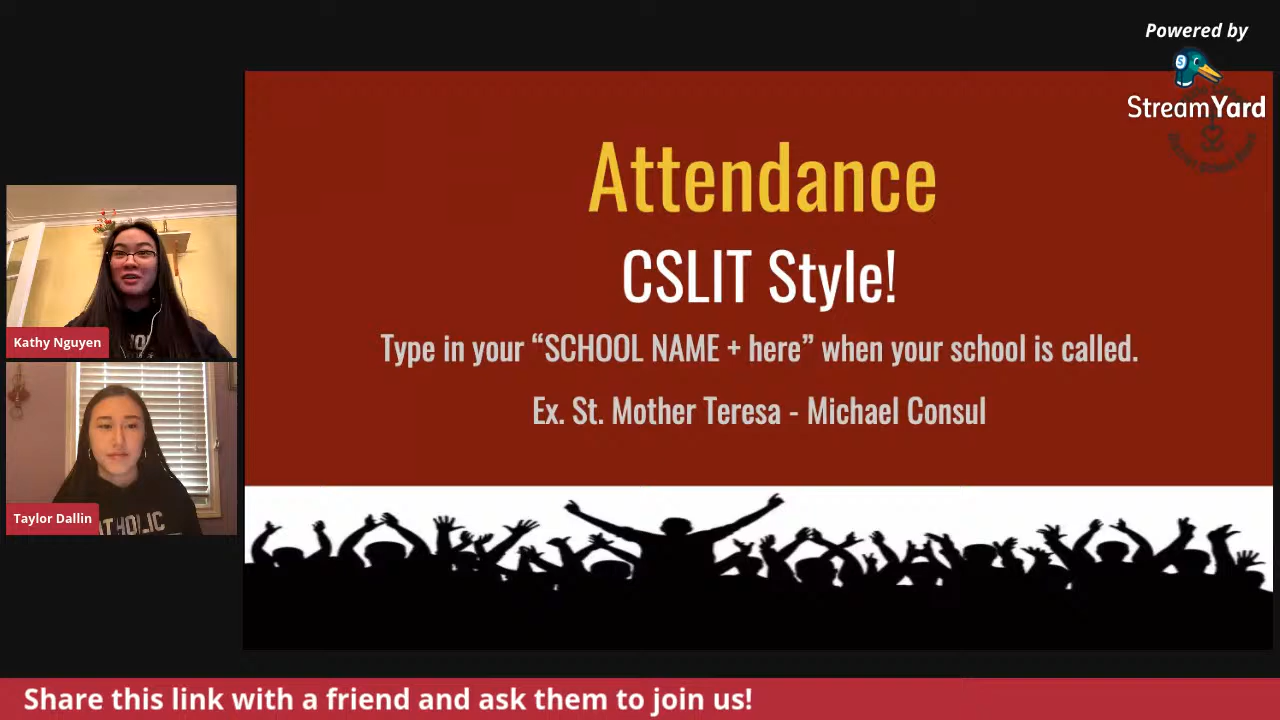 Powered by
StreamYard
Attendance
CSLIT Style!
Type in your “SCHOOL NAME + here” when your school is called.
Ex. St. Mother Teresa - Michael Consul
Kathy Nguyen
Taylor Dallin
Share this link with a friend and ask them to join us!